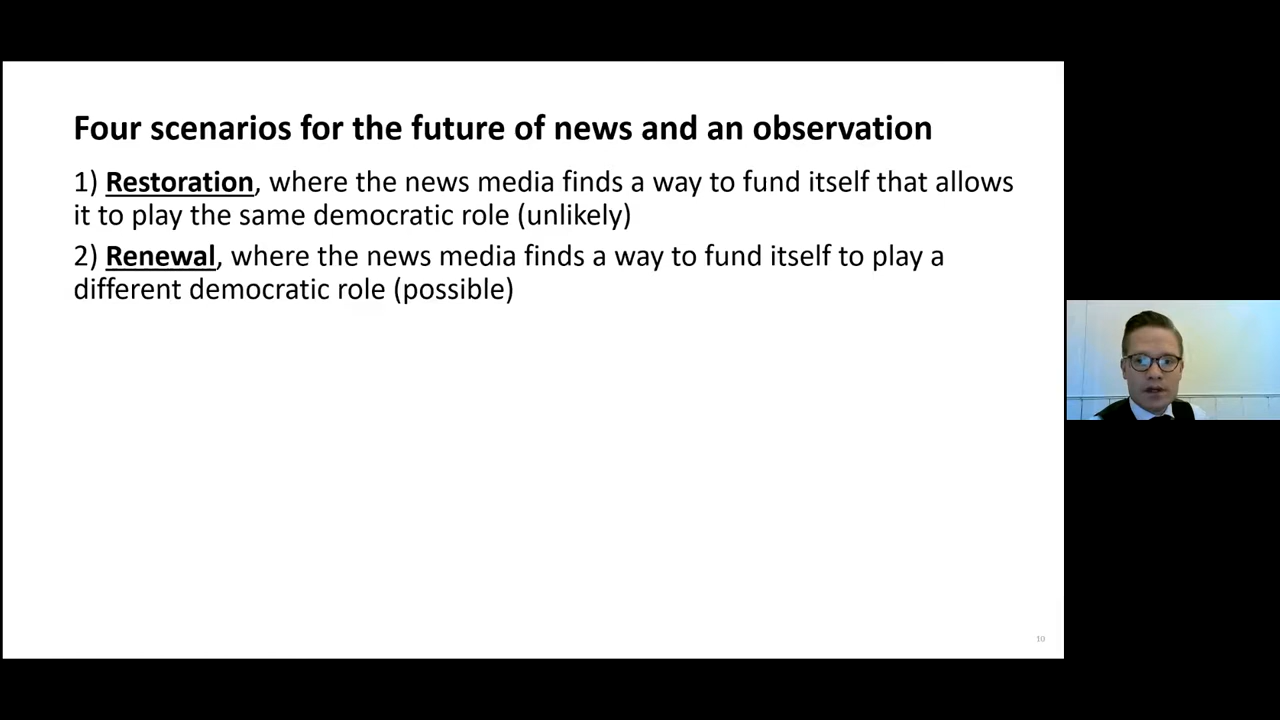 Four scenarios for the future of news and an observation
1) Restoration, where the news media finds a way to fund itself that allows
it to play the same democratic role (unlikely)
2) Renewal, where the news media finds a way to fund itself to play a
different democratic role (possible)
10